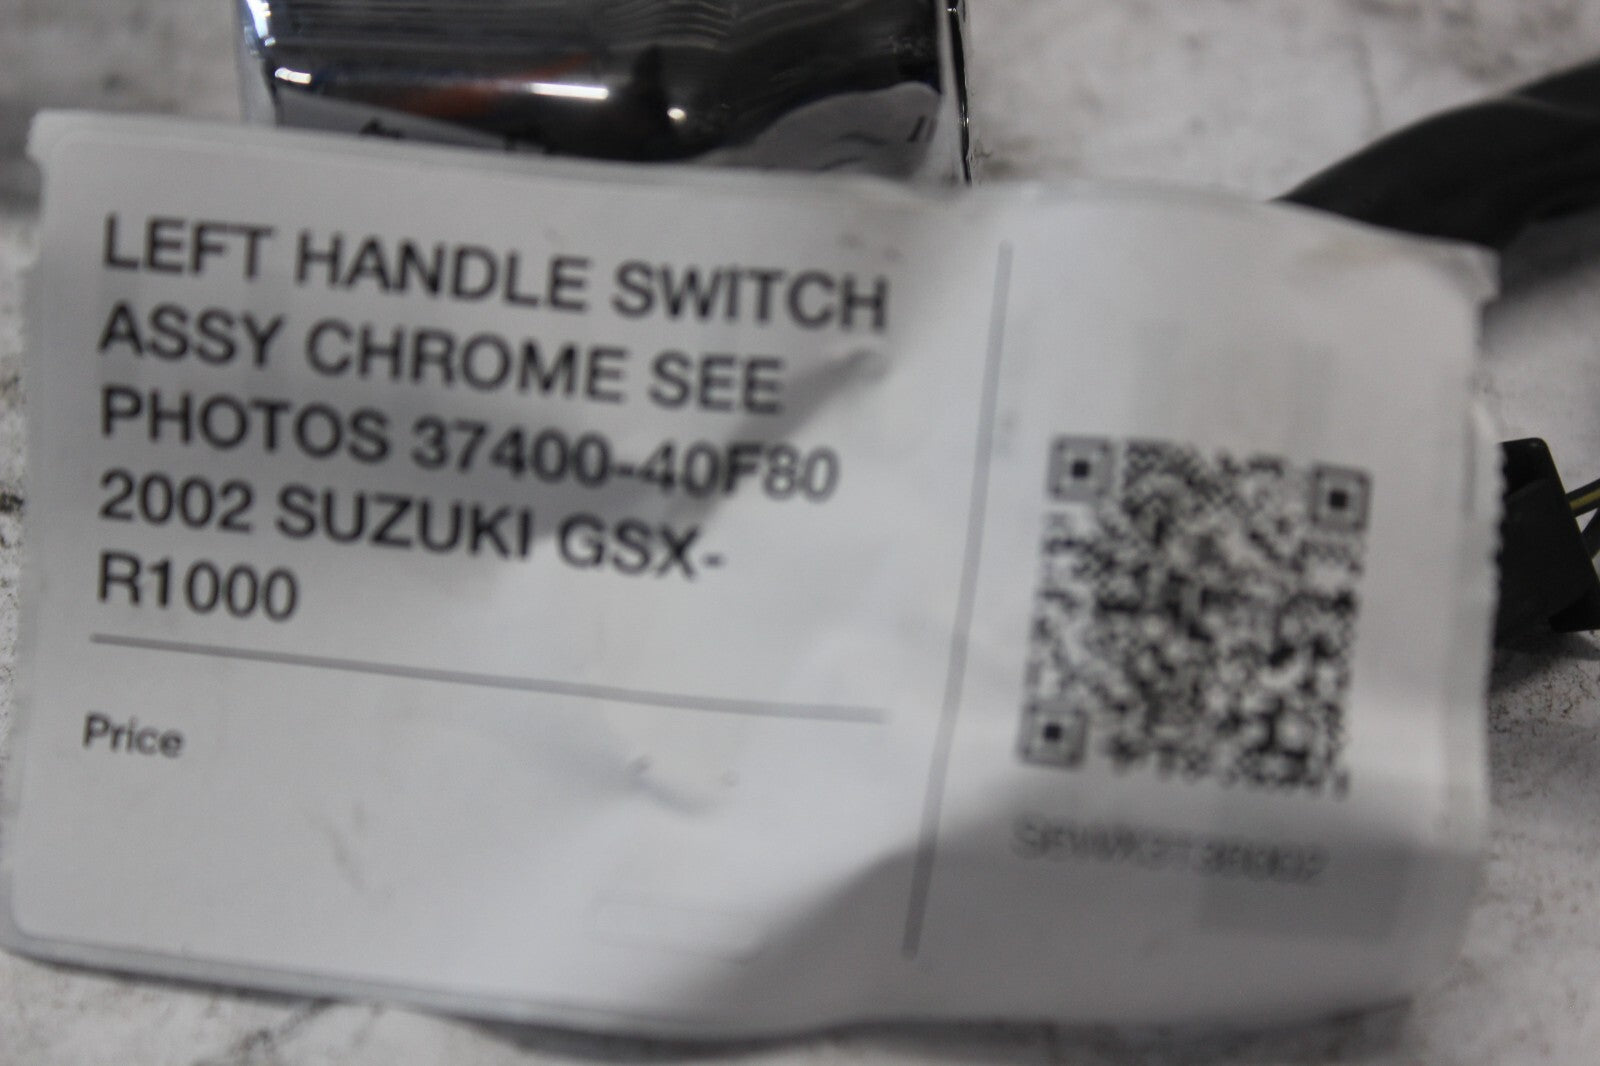 LEFT HANDLE SWITCH
ASSY CHROME SEE
PHOTOS 37400-40F80
2002 SUZUKI GSX-
R1000
Price